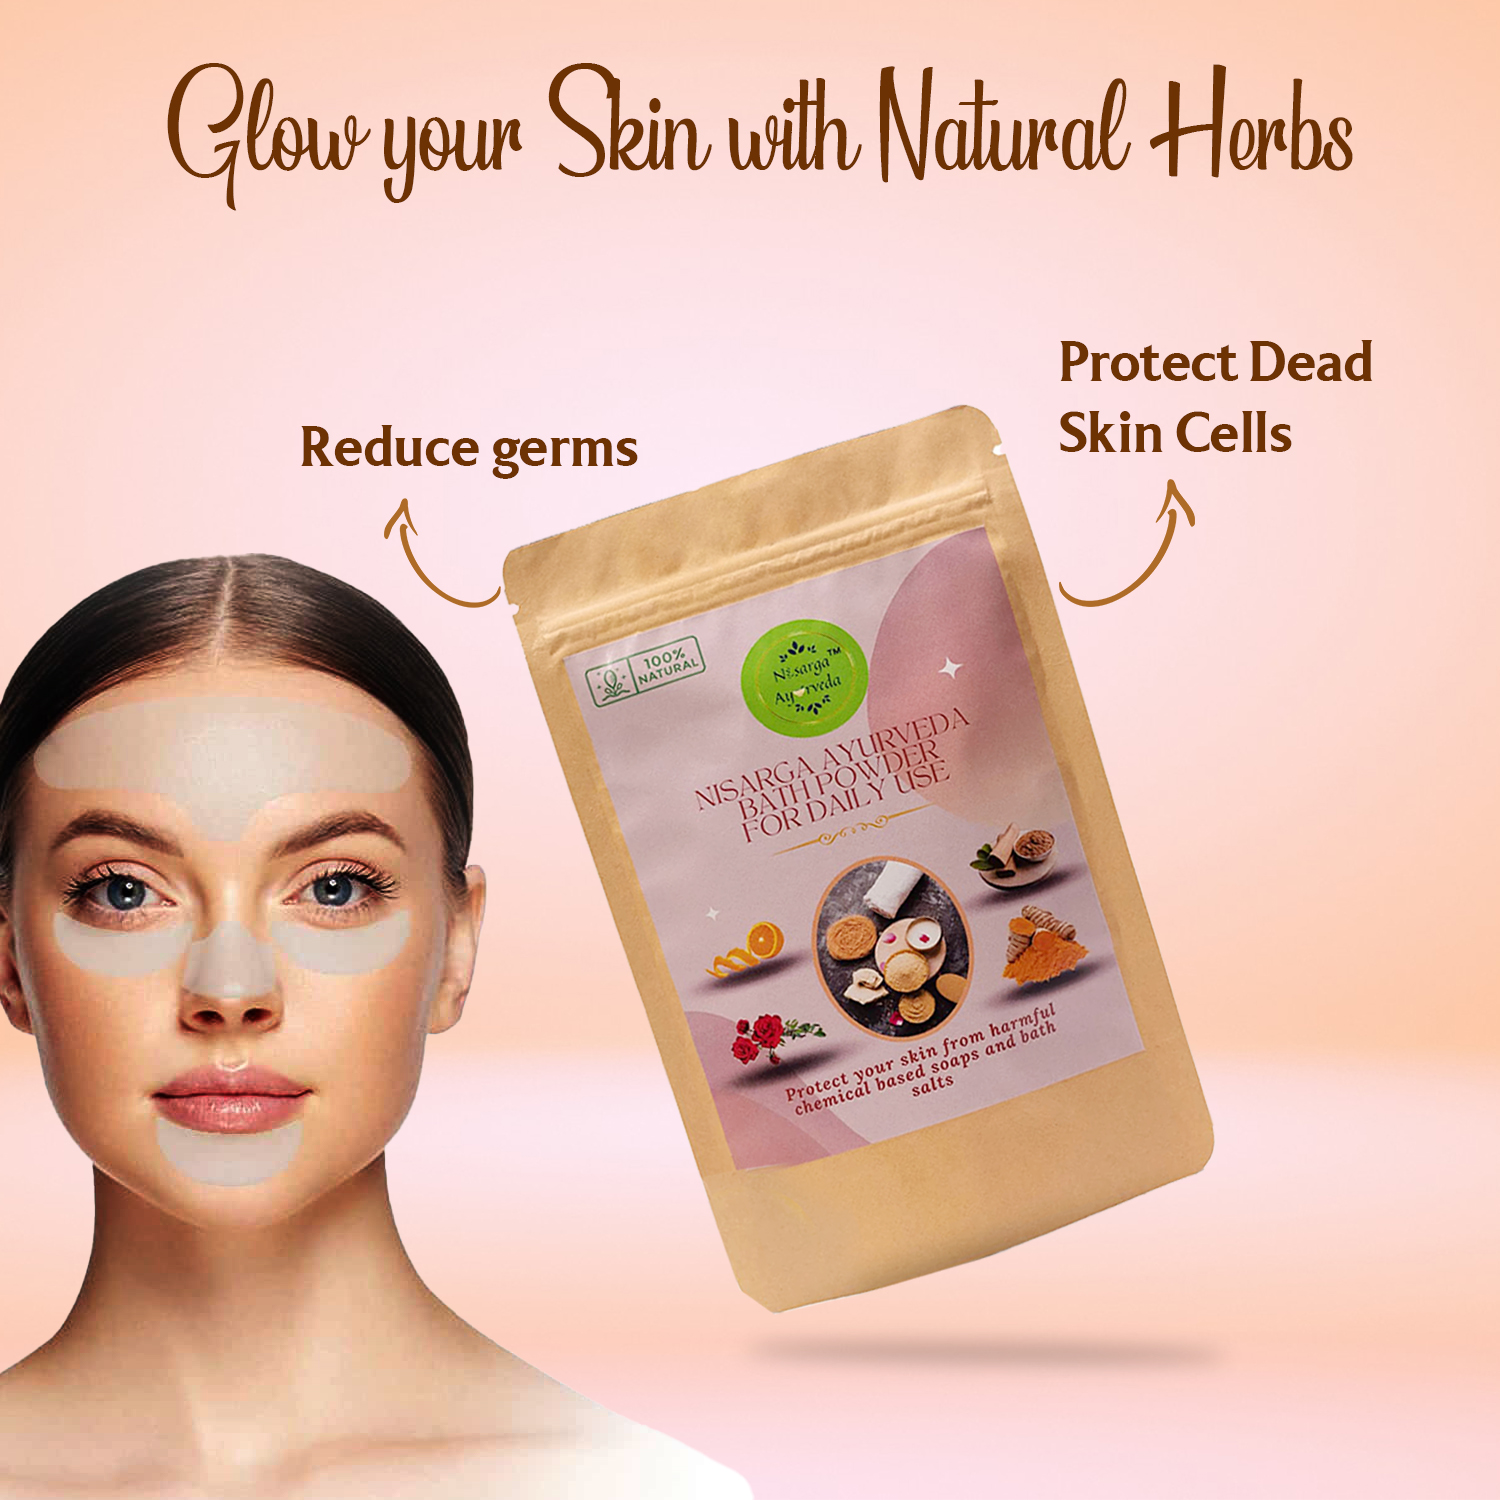 Glow your Skin with Natural Herbs
Protect Dead
Skin Cells
Reduce germs
100%
NATURAL
Nisarga TM
Ayurveda
NISARGA AYURVEDA
BATH POWDER
FOR DAILY USE
Protect your skin from harmful
chemical based soaps and bath
salts